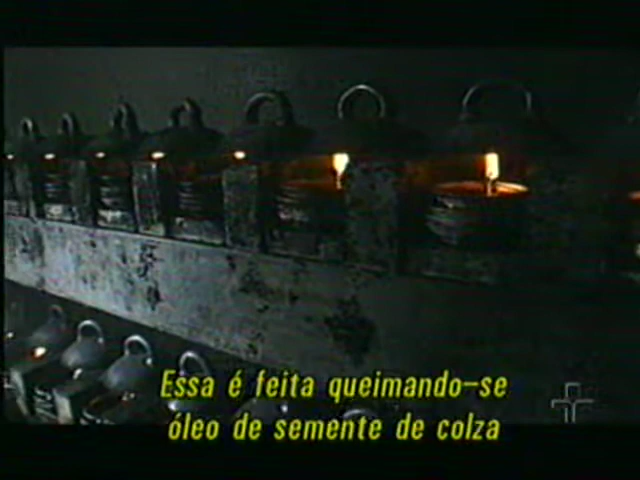 Essa é feita queimando-se
óleo de semente de colza